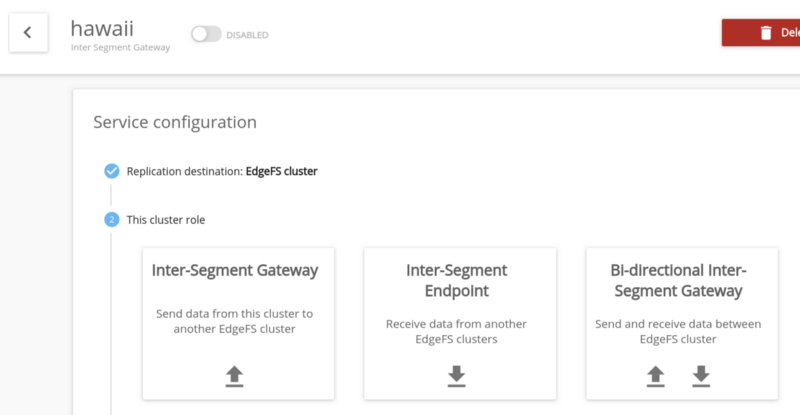 hawaii
Inter Segment Gateway
DISABLED
Service configuration
Replication destination: EdgeFS cluster
2 This cluster role
Inter-Segment Gateway
Send data from this cluster to
another EdgeFS cluster
Inter-Segment
Endpoint
Receive data from another
EdgeFS clusters
Bi-directional Inter-
Segment Gateway
Send and receive data between
EdgeFS cluster